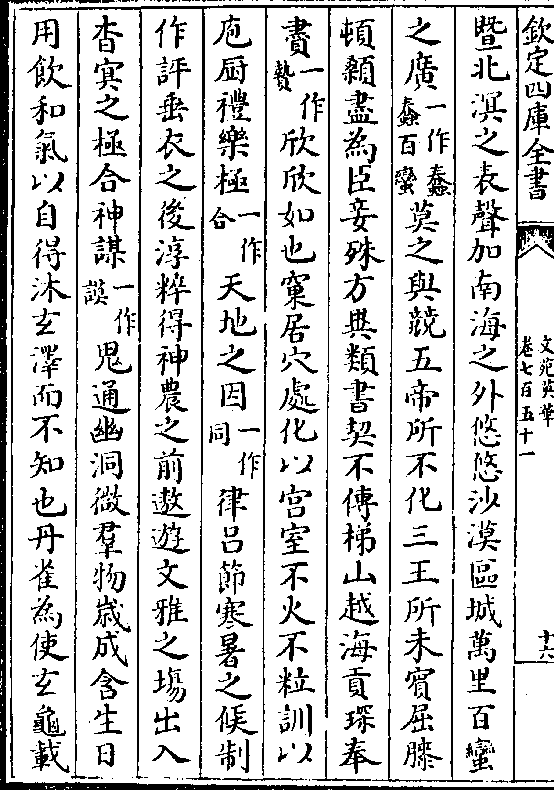 欽定四庫全書
文苑英華
卷七百五十一
十六
暨北溟之表聲加南海之外悠悠沙漠區域萬里百蠻
之廣一作蠢蠢百蠻莫之與競五帝所不化三王所未賓屈膝
頓顙盡為臣妾殊方異類書契不傳梯山越海貢琛奉
賮一作贄欣欣如也窠居穴處化以宫室不火不粒訓以
庖厨禮樂極一作合天地之因一作同律吕節寒暑之候制
作評垂衣之後淳粹得神農之前遨遊文雅之塲出入
杳㝠之極合神謀一作謨鬼通幽洞微羣物歳成含生日
用飲和氣以自得沐玄澤而不知也丹雀為使玄龜載